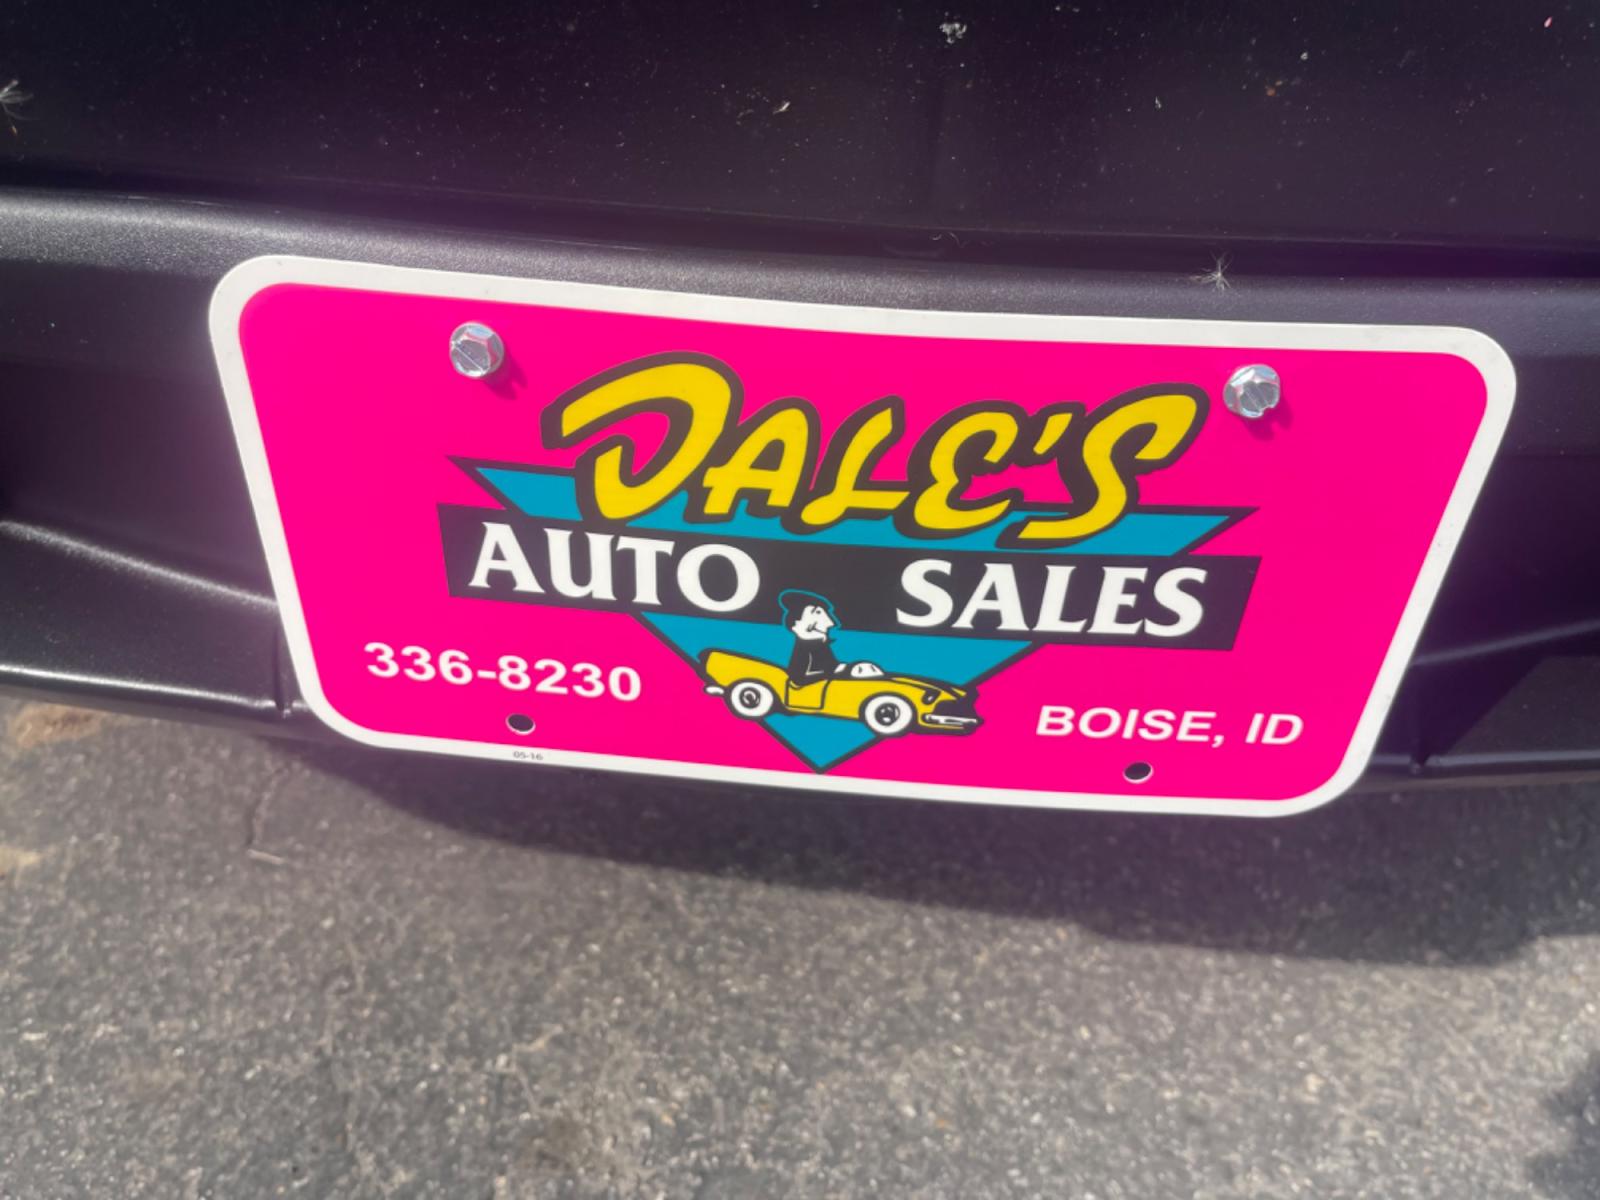 DALE'S
AUTO SALES
336-8230
BOISE, ID
05-16